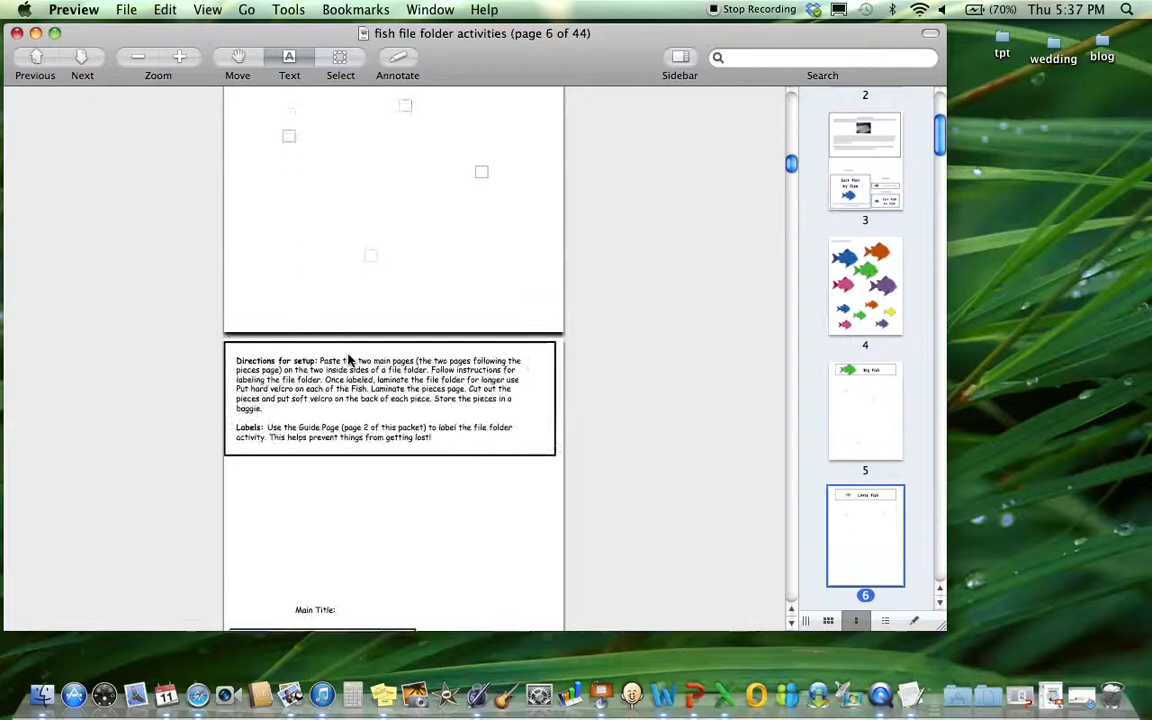 Preview File Edit View Go Tools Bookmarks Window Help Stop Recording (70%) Thu 5:37 PM
fish file folder activities (page 6 of 44)
Previous Next Zoom Move Text Select Annotate Sidebar Search
tpt wedding blog
Directions for setup: Paste the two main pages (the two pages following the
pieces page) on the two inside sides of a file folder. Follow instructions for
labeling the file folder. Once labeled, laminate the file folder for longer use
Put hard velcro on each of the Fish. Laminate the pieces page. Cut out the
pieces and put soft velcro on the back of each piece. Store the pieces in a
baggie.
Labels: Use the Guide Page (page 2 of this packet) to label the file folder
activity. This helps prevent things from getting lost!
Main Title:
2
Sort fish
by Size
3
4
Big fish
5
Little fish
6